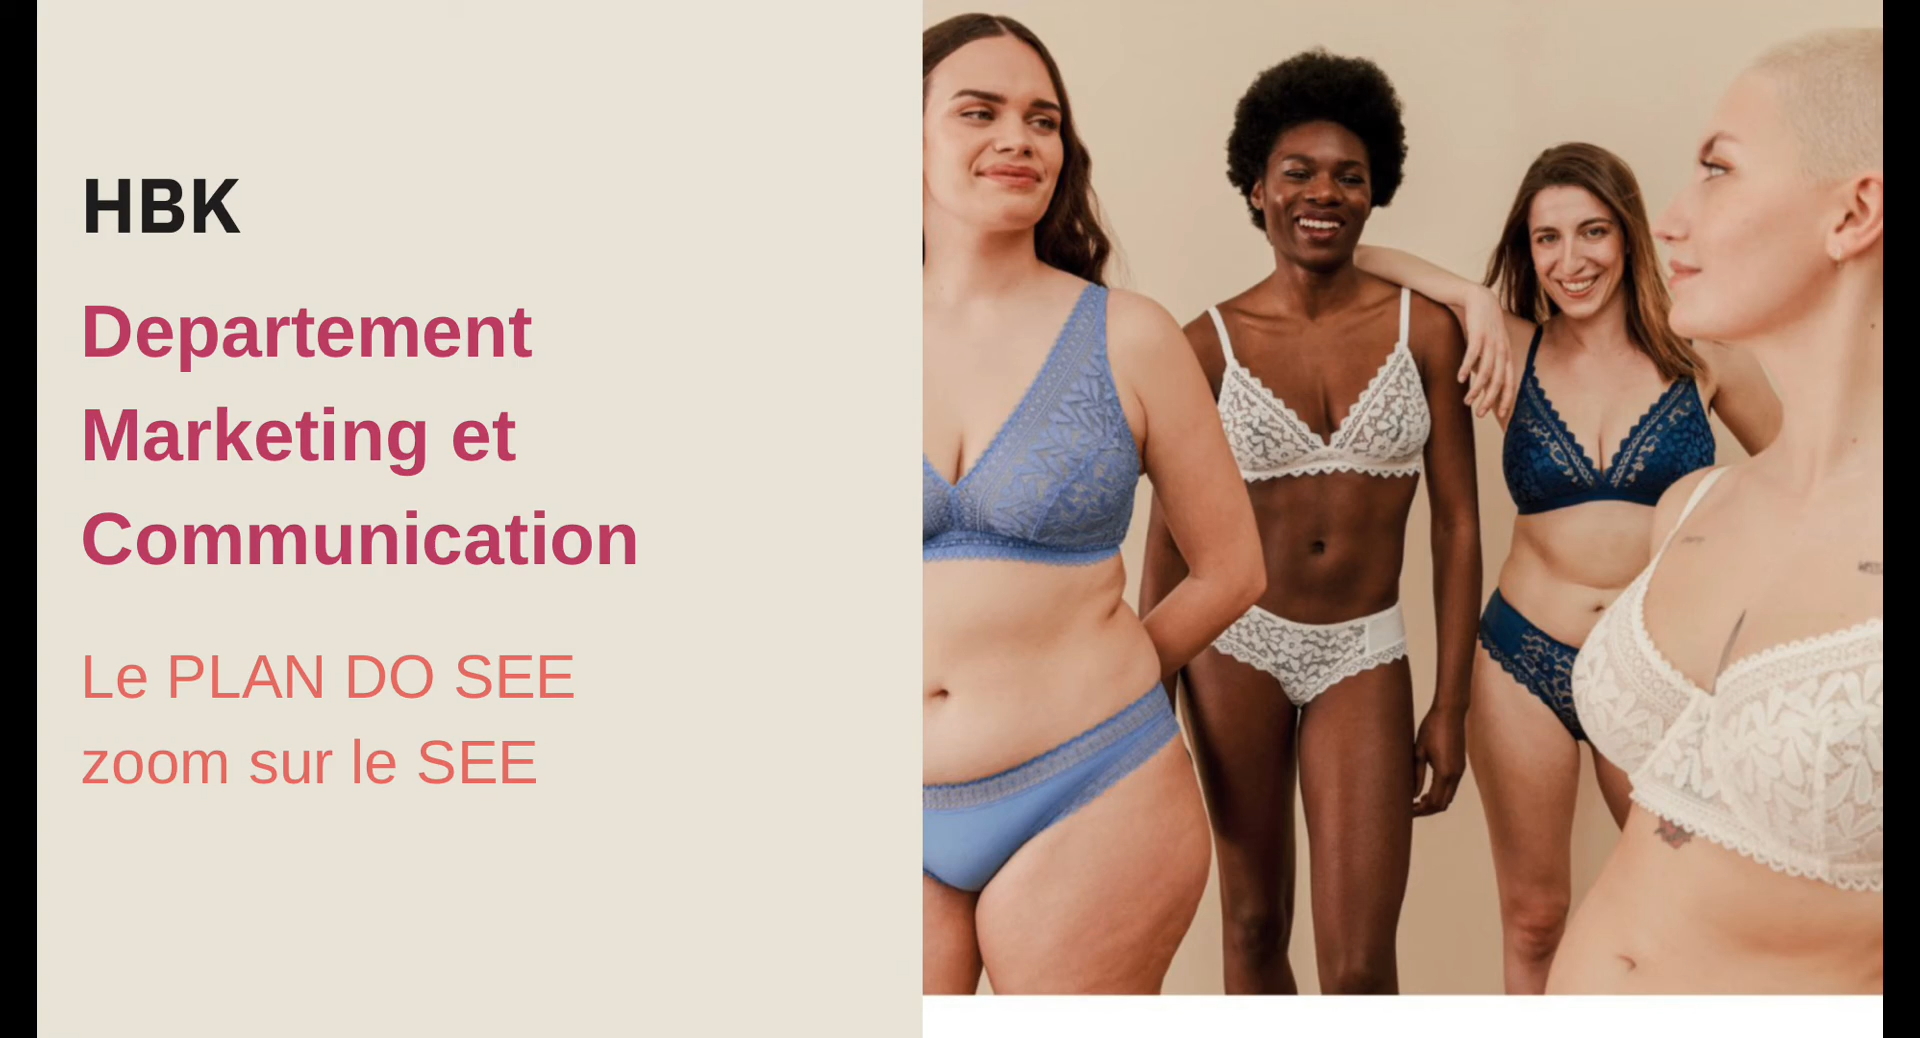 HBK
Departement
Marketing et
Communication
Le PLAN DO SEE
zoom sur le SEE